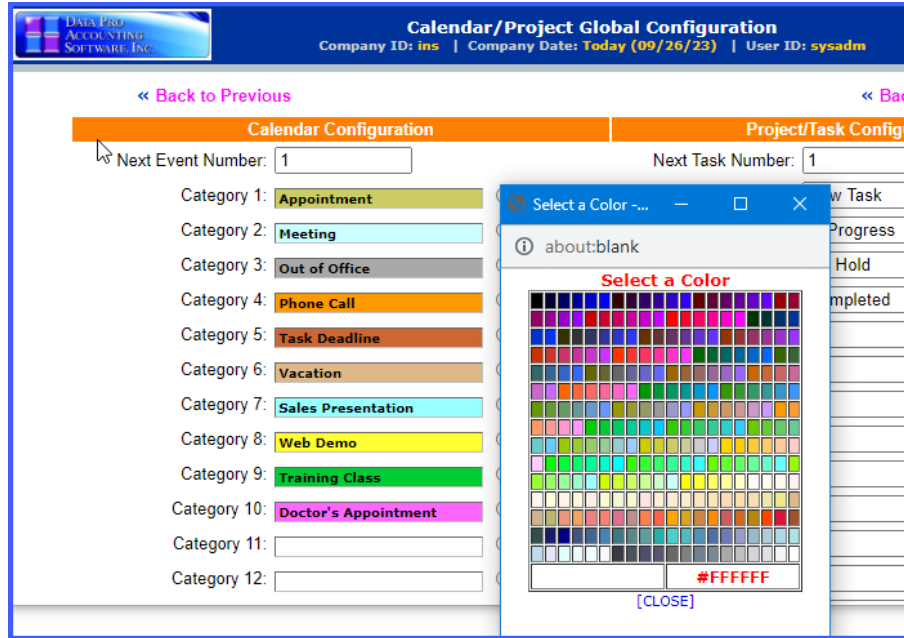 DATA PRO
ACCOUNTING
SOFTWARE, INC.
Calendar/Project Global Configuration
Company ID: ins | Company Date: Today (09/26/23) | User ID: sysadm
« Back to Previous
« Bac
Calendar Configuration
Project/Task Configu
Next Event Number: 1
Next Task Number: 1
Category 1: Appointment
w Task
Category 2: Meeting
Progress
Category 3: Out of Office
Hold
Category 4: Phone Call
mpleted
Category 5: Task Deadline
Category 6: Vacation
Category 7: Sales Presentation
Category 8: Web Demo
Category 9: Training Class
Category 10: Doctor's Appointment
Category 11:
Category 12:
Select a Color -...
about:blank
Select a Color
#FFFFFF
[CLOSE]